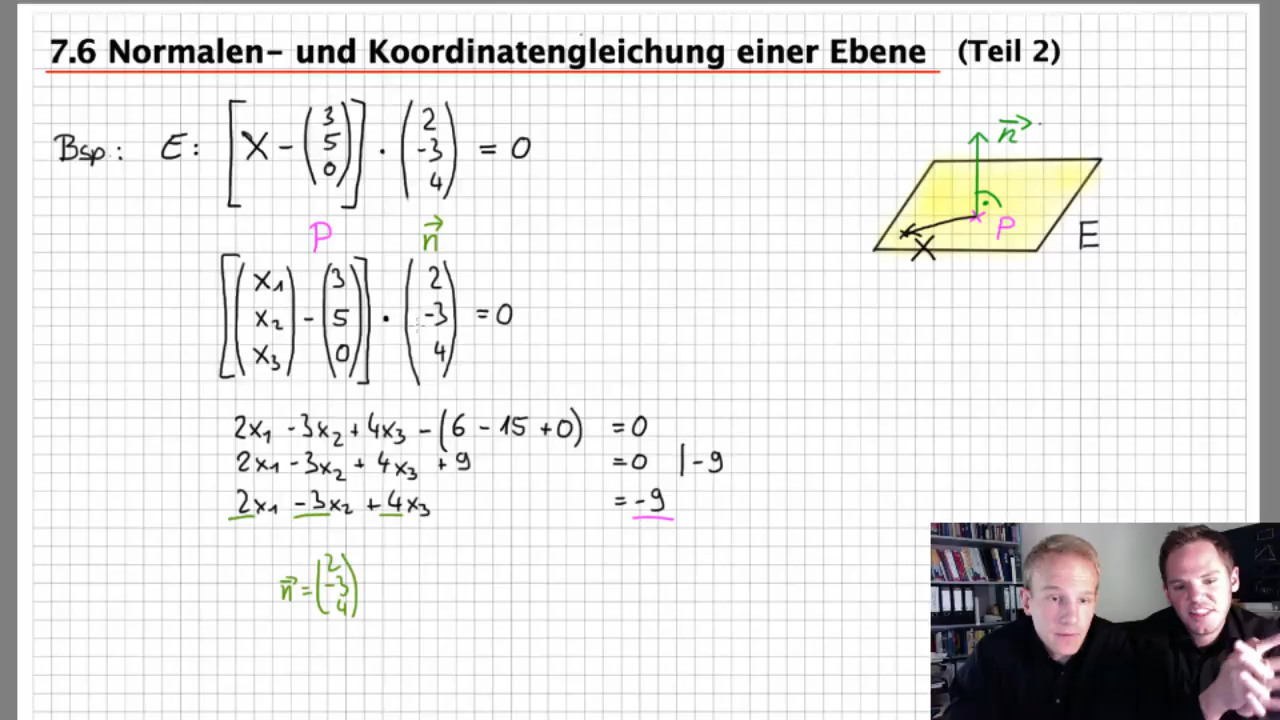 7.6 Normalen- und Koordinatengleichung einer Ebene (Teil 2)
Bsp.: E: [X - (3 5 0)] · (2 -3 4) = 0
P n⃗
[(x₁ x₂ x₃) - (3 5 0)] · (2 -3 4) = 0
2x₁ - 3x₂ + 4x₃ - (6 - 15 + 0) = 0
2x₁ - 3x₂ + 4x₃ + 9 = 0 | -9
2x₁ - 3x₂ + 4x₃ = -9
n⃗ = (2 -3 4)
n⃗
P
X
E